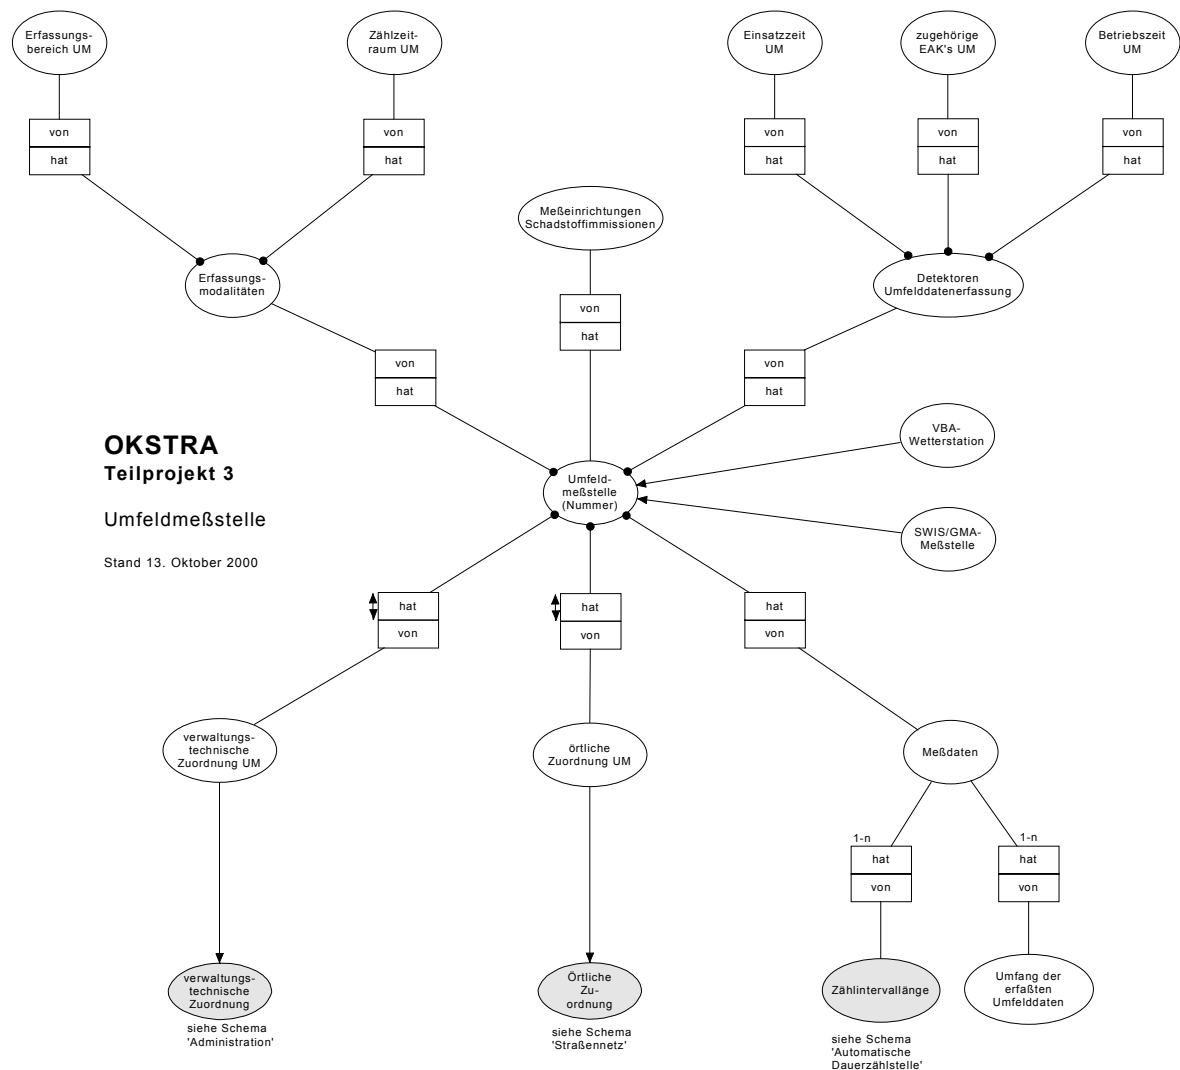 Erfassungs-
bereich UM
Zählzeit-
raum UM
Einsatzzeit
UM
zugehörige
EAK's UM
Betriebszeit
UM
von
hat
von
hat
von
hat
von
hat
von
hat
Meßeinrichtungen
Schadstoffimmissionen
Erfassungs-
modalitäten
Detektoren
Umfelddatenerfassung
von
hat
von
hat
von
hat
OKSTRA
Teilprojekt 3
Umfeldmeßstelle
Stand 13. Oktober 2000
VBA-
Wetterstation
Umfeld-
meßstelle
(Nummer)
SWIS/GMA-
Meßstelle
hat
von
hat
von
hat
von
verwaltungs-
technische
Zuordnung UM
örtliche
Zuordnung UM
Meßdaten
1-n
hat
von
1-n
hat
von
verwaltungs-
technische
Zuordnung
siehe Schema
'Administration'
Örtliche
Zu-
ordnung
siehe Schema
'Straßennetz'
Zählintervallänge
siehe Schema
'Automatische
Dauerzählstelle'
Umfang der
erfaßten
Umfelddaten